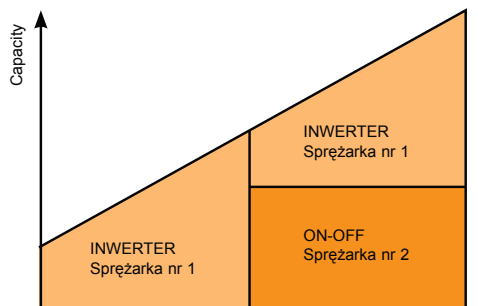 Capacity
INWERTER
Sprężarka nr 1
INWERTER
Sprężarka nr 1
ON-OFF
Sprężarka nr 2